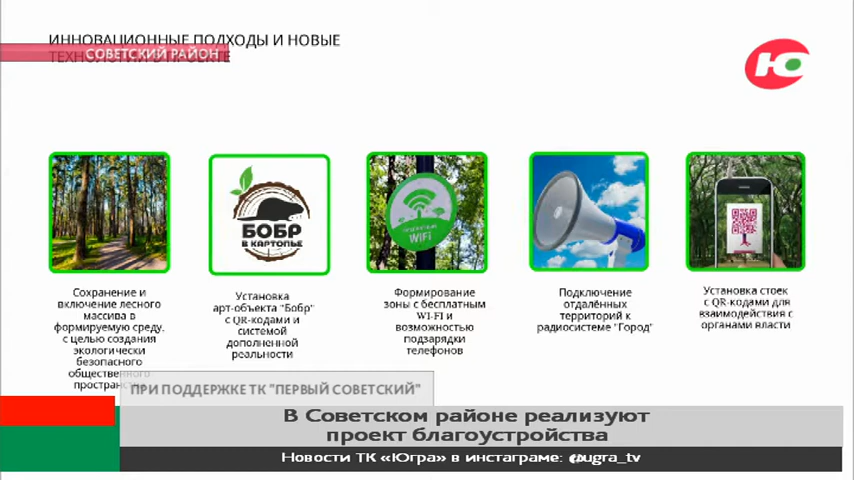 ИННОВАЦИОННЫЕ ПОДХОДЫ И НОВЫЕ
СОВЕТСКИЙ РАЙОН
Ю
БОБР
В КАРТОПЬЕ
WiFi
Сохранение и
включение лесного
массива в
формируемую среду,
с целью создания
экологически
безопасного
общественного
Установка
арт-объекта "Бобр"
с QR-кодами и
системой
дополненной
реальности
Формирование
зоны с бесплатным
WI-FI и
возможностью
подзарядки
телефонов
Подключение
отдалённых
территорий к
радиосистеме "Город"
Установка стоек
с QR-кодами для
взаимодействия с
органами власти
ПРИ ПОДДЕРЖКЕ ТК "ПЕРВЫЙ СОВЕТСКИЙ"
В Советском районе реализуют
проект благоустройства
Новости ТК «Югра» в инстаграме: @ugra_tv